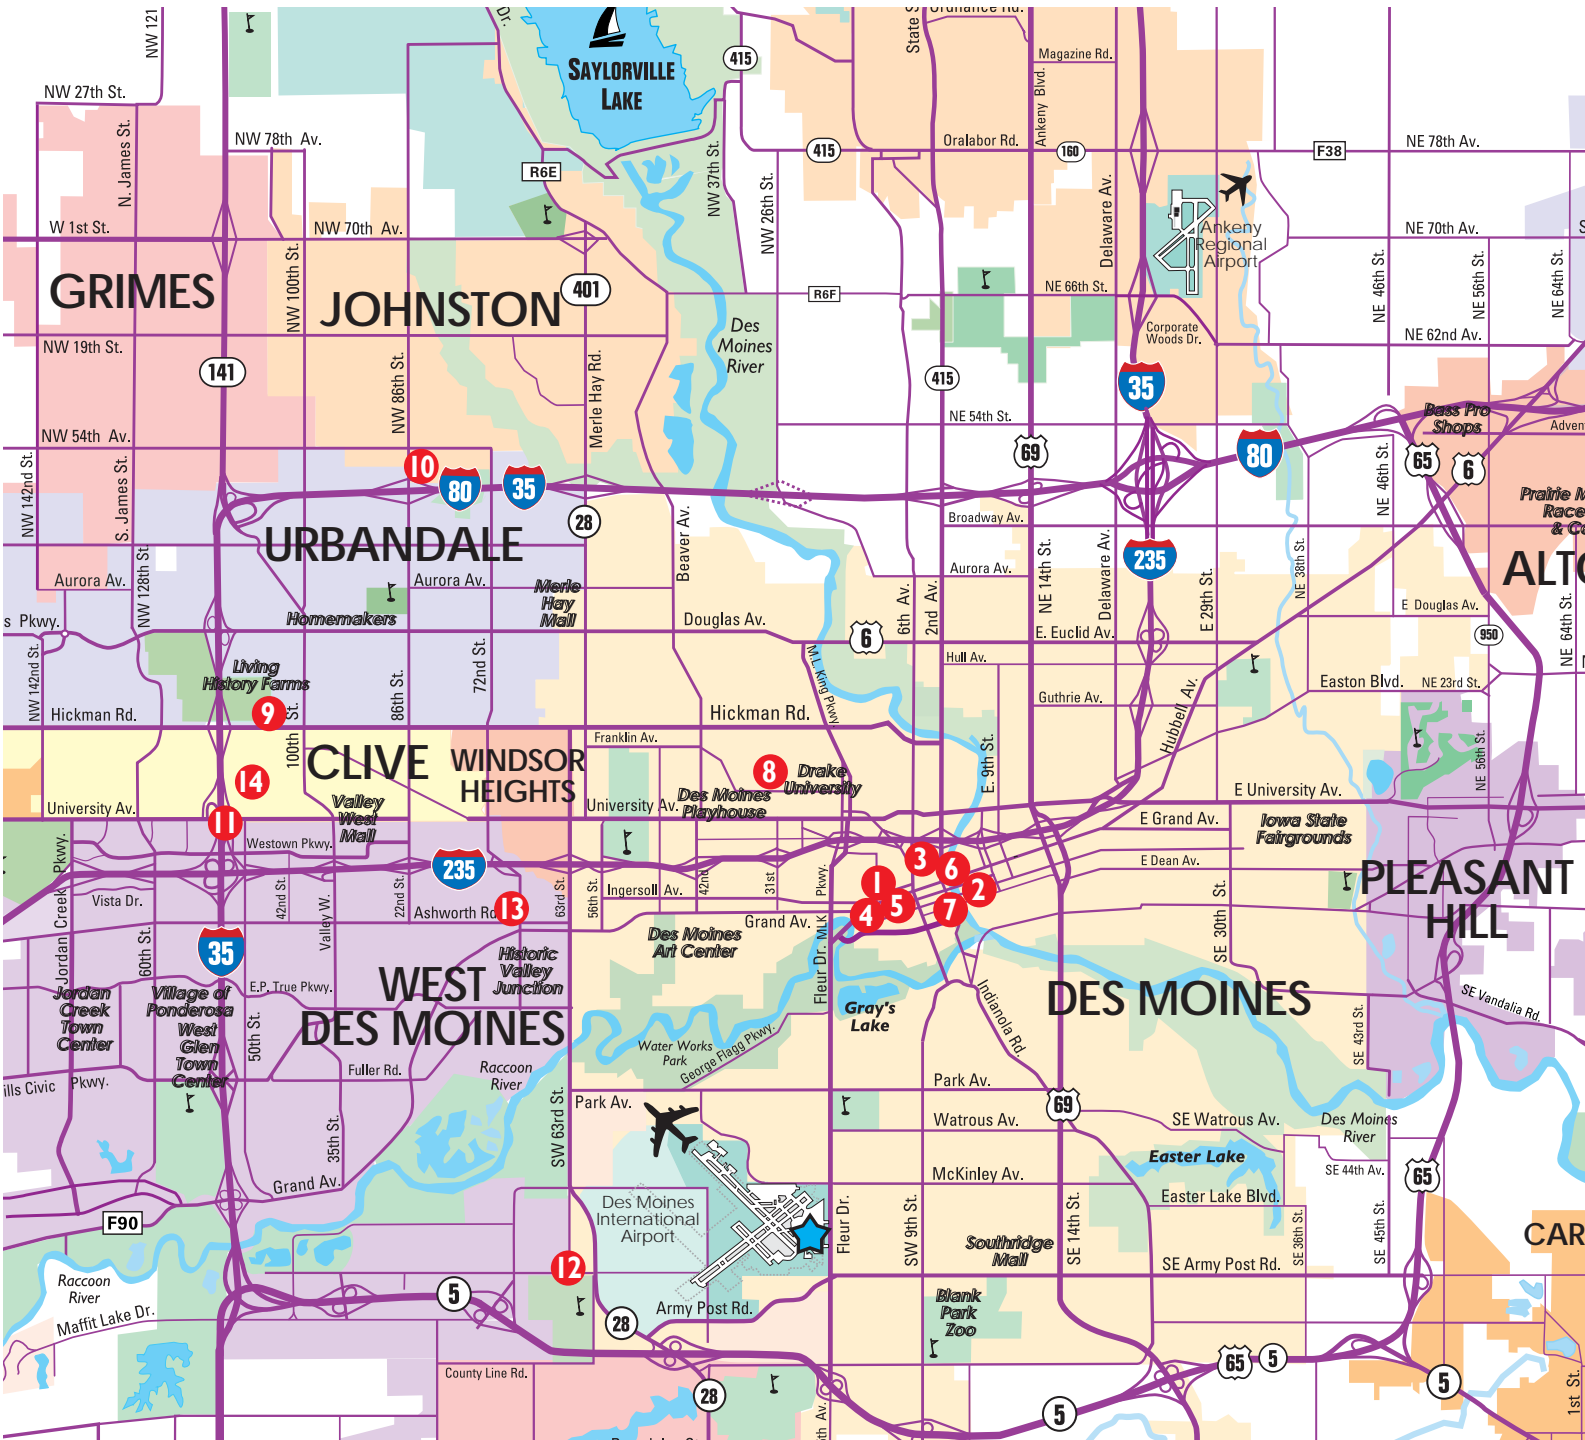 NW 121
Dr.
State S
Ordnance Rd.
SAYLORVILLE
LAKE
415
Magazine Rd.
Ankeny Blvd.
NW 27th St.
N. James St.
NW 78th Av.
R6E
NW 37th St.
NW 26th St.
415
Oralabor Rd.
160
F38
NE 78th Av.
Delaware Av.
W 1st St.
NW 70th Av.
NW 100th St.
Ankeny
Regional
Airport
NE 70th Av.
S
NE 46th St.
NE 56th St.
NE 64th St.
GRIMES
JOHNSTON
401
R6F
NE 66th St.
Des
Moines
River
Corporate
Woods Dr.
NE 62nd Av.
NW 19th St.
141
NW 86th St.
Merle Hay Rd.
415
35
NE 54th St.
Bass Pro
Shops
Adven
NW 54th Av.
NW 142nd St.
S. James St.
10
80
35
69
80
65
6
NE 46th St.
Prairie M
Race
& Ca
28
Beaver Av.
Broadway Av.
URBANDALE
235
ALTO
Aurora Av.
NW 128th St.
Aurora Av.
Merle
Hay
Mall
Homemakers
Aurora Av.
6th Av.
2nd Av.
NE 14th St.
Delaware Av.
E 29th St.
NE 38th St.
E Douglas Av.
NE 64th St.
s Pkwy.
Douglas Av.
6
E. Euclid Av.
950
NW 142nd St.
Living
History Farms
9
100th St.
86th St.
72nd St.
M.L. King Pkwy.
Hull Av.
Guthrie Av.
Hubbell Av.
Easton Blvd.
NE 23rd St.
Hickman Rd.
Hickman Rd.
Franklin Av.
CLIVE
WINDSOR
HEIGHTS
14
8
Drake
University
E. 9th St.
NE 56th St.
University Av.
Valley
West
Mall
University Av.
Des Moines
Playhouse
E University Av.
11
Westown Pkwy.
E Grand Av.
Iowa State
Fairgrounds
Jordan Creek Pkwy.
235
3
6
E Dean Av.
PLEASANT
HILL
Vista Dr.
42nd St.
Valley W.
22nd St.
Ashworth Rd.
13
63rd St.
56th St.
Ingersoll Av.
42nd
31st
Pkwy.
MLK
1
5
4
2
7
Grand Av.
SE 30th St.
35
60th St.
Des Moines
Art Center
Historic
Valley
Junction
Fleur Dr.
E.P. True Pkwy.
WEST
DES MOINES
DES MOINES
Jordan
Creek
Town
Center
Village of
Ponderosa
West
Glen
Town
Center
50th St.
Gray's
Lake
Indianola Rd.
SE Vandalia Rd.
SE 43rd St.
Water Works
Park
George Flagg Pkwy.
Fuller Rd.
Raccoon
River
ills Civic Pkwy.
Park Av.
Park Av.
69
35th St.
SW 63rd St.
Watrous Av.
SE Watrous Av.
Des Moines
River
Easter Lake
SE 44th Av.
65
McKinley Av.
Easter Lake Blvd.
Grand Av.
F90
Des Moines
International
Airport
Fleur Dr.
SW 9th St.
SE 14th St.
Southridge
Mall
SE 36th St.
SE 45th St.
CAR
12
SE Army Post Rd.
Raccoon
River
Maffit Lake Dr.
5
28
Army Post Rd.
Blank
Park
Zoo
County Line Rd.
28
65
5
5
5
1st St.
th Av.